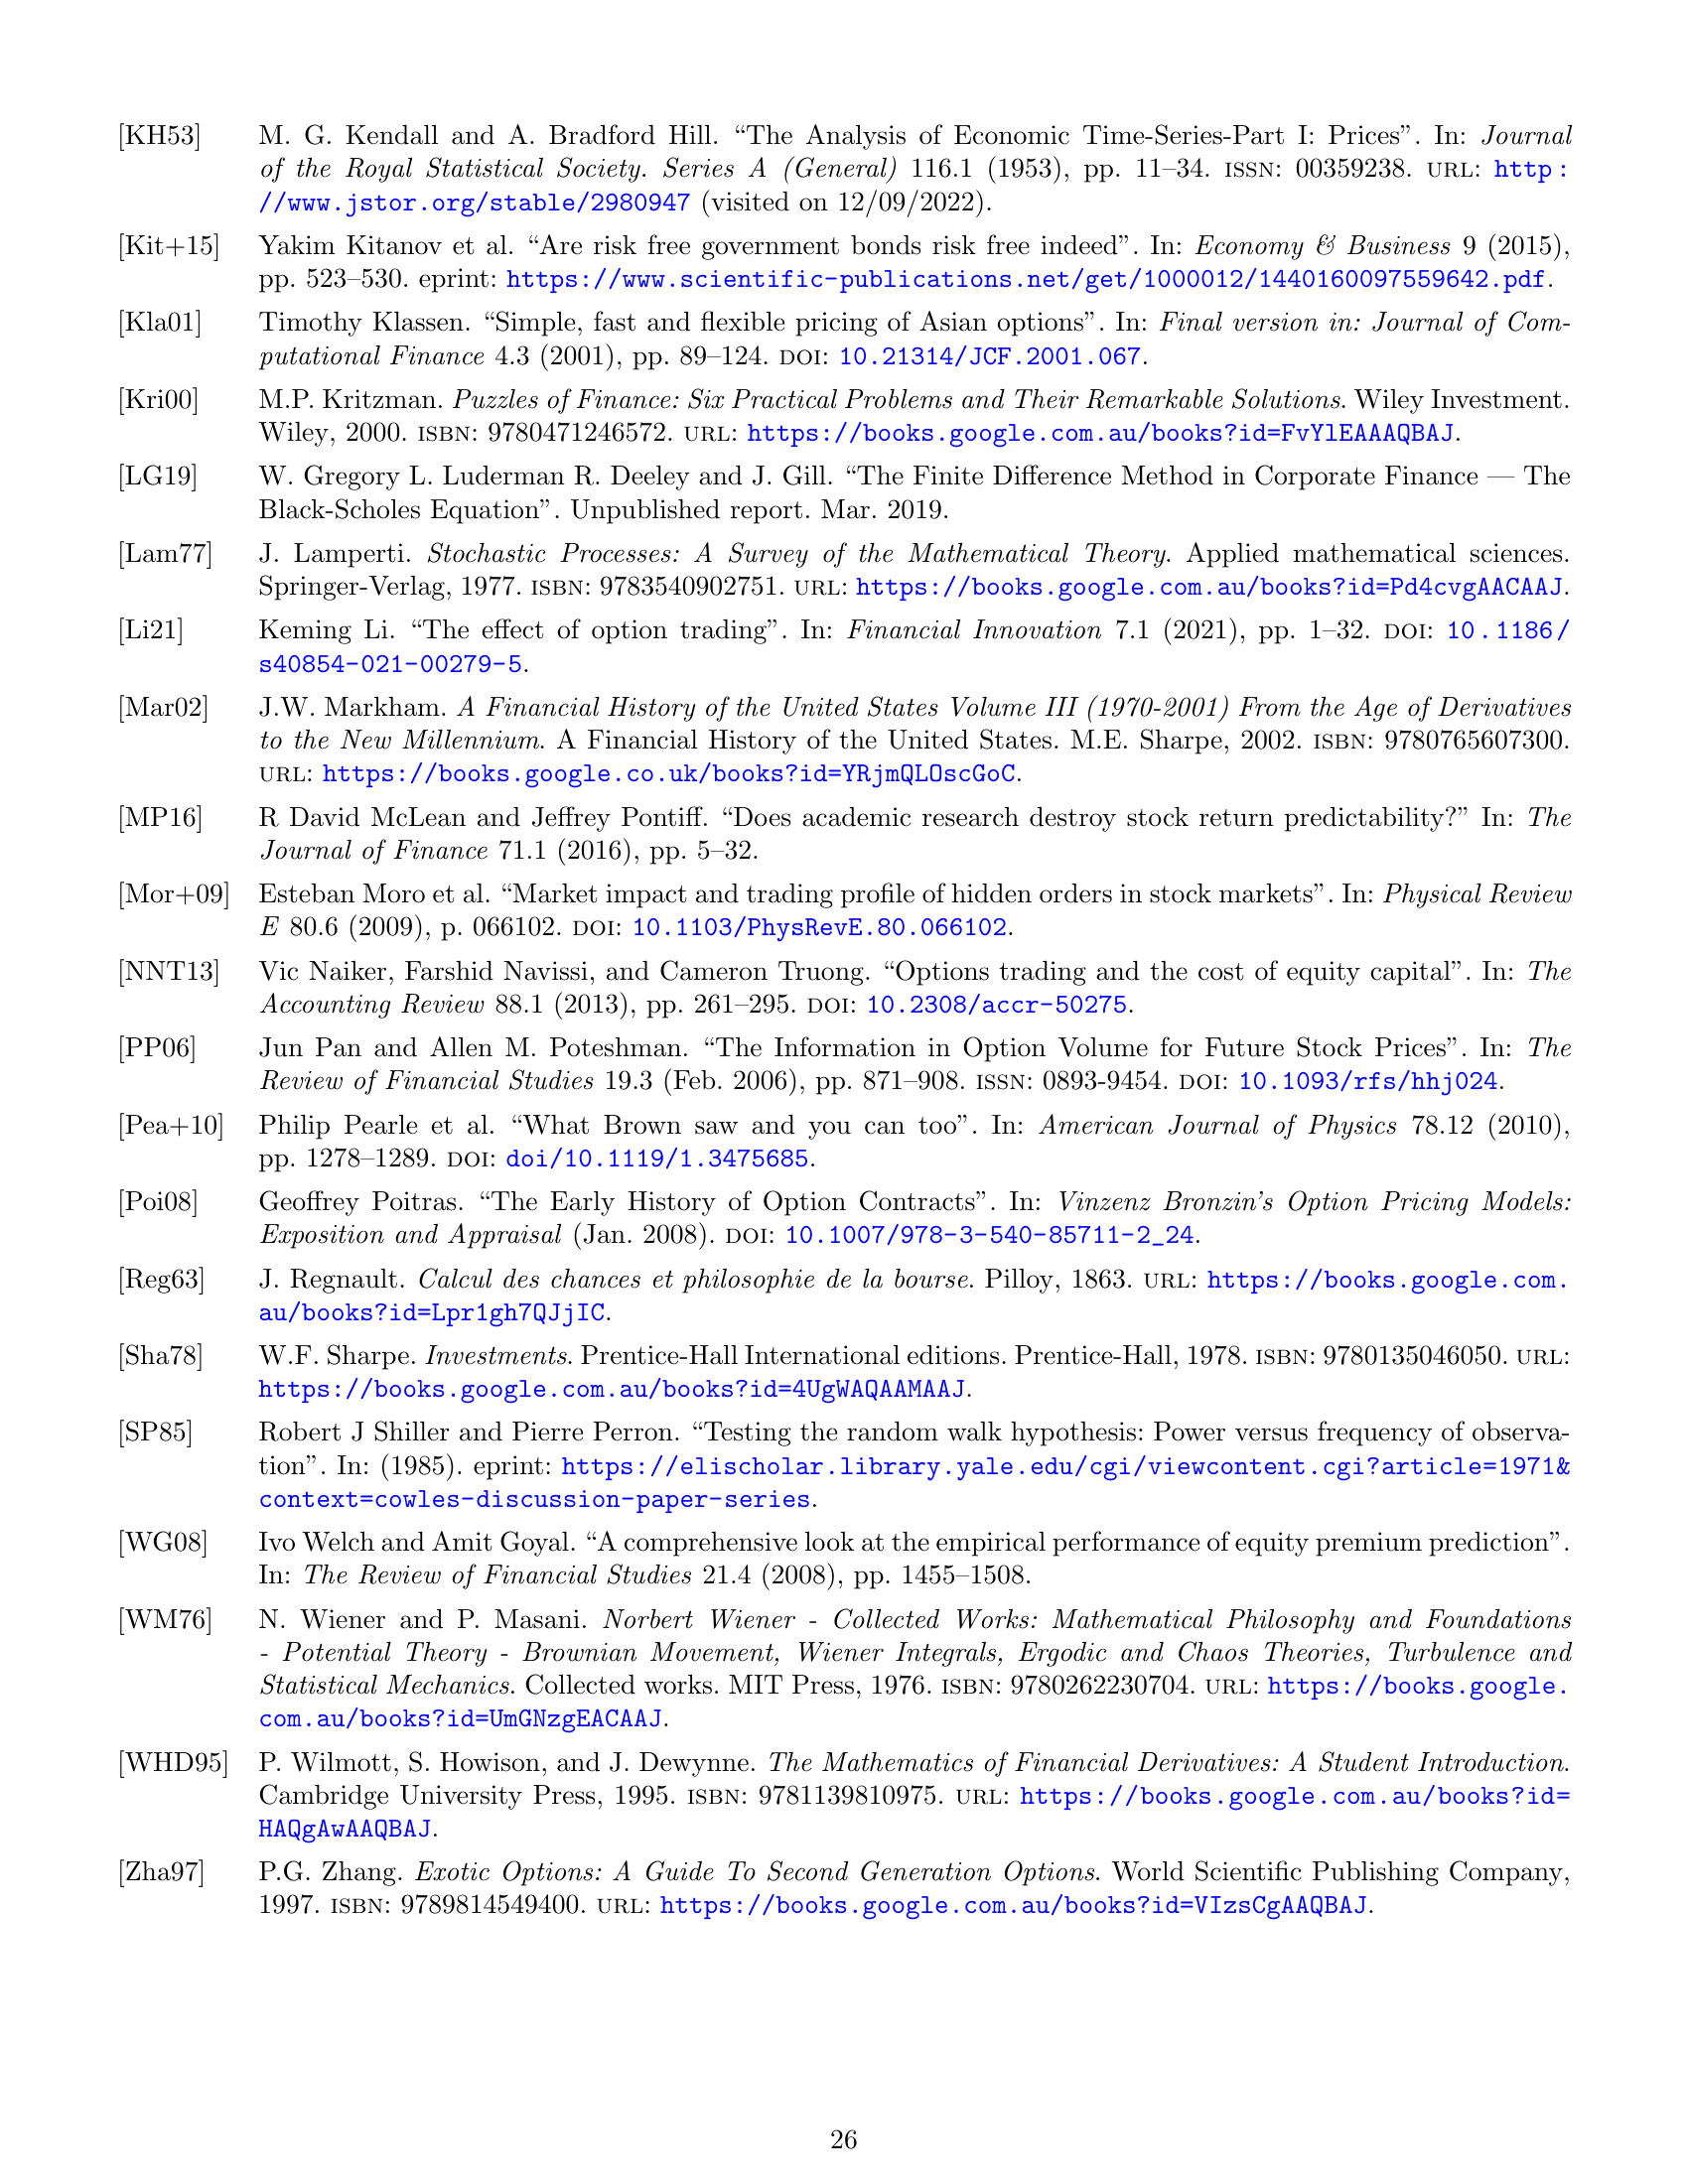 [KH53] M. G. Kendall and A. Bradford Hill. “The Analysis of Economic Time-Series-Part I: Prices”. In: Journal
of the Royal Statistical Society. Series A (General) 116.1 (1953), pp. 11–34. ISSN: 00359238. URL: http :
//www.jstor.org/stable/2980947 (visited on 12/09/2022).
[Kit+15] Yakim Kitanov et al. “Are risk free government bonds risk free indeed”. In: Economy & Business 9 (2015),
pp. 523–530. eprint: https://www.scientific-publications.net/get/1000012/1440160097559642.pdf.
[Kla01] Timothy Klassen. “Simple, fast and flexible pricing of Asian options”. In: Final version in: Journal of Com-
putational Finance 4.3 (2001), pp. 89–124. DOI: 10.21314/JCF.2001.067.
[Kri00] M.P. Kritzman. Puzzles of Finance: Six Practical Problems and Their Remarkable Solutions. Wiley Investment.
Wiley, 2000. ISBN: 9780471246572. URL: https://books.google.com.au/books?id=FvYlEAAAQBAJ.
[LG19] W. Gregory L. Luderman R. Deeley and J. Gill. “The Finite Difference Method in Corporate Finance — The
Black-Scholes Equation”. Unpublished report. Mar. 2019.
[Lam77] J. Lamperti. Stochastic Processes: A Survey of the Mathematical Theory. Applied mathematical sciences.
Springer-Verlag, 1977. ISBN: 9783540902751. URL: https://books.google.com.au/books?id=Pd4cvgAACAAJ.
[Li21] Keming Li. “The effect of option trading”. In: Financial Innovation 7.1 (2021), pp. 1–32. DOI: 10.1186/
s40854-021-00279-5.
[Mar02] J.W. Markham. A Financial History of the United States Volume III (1970-2001) From the Age of Derivatives
to the New Millennium. A Financial History of the United States. M.E. Sharpe, 2002. ISBN: 9780765607300.
URL: https://books.google.co.uk/books?id=YRjmQLOscGoC.
[MP16] R David McLean and Jeffrey Pontiff. “Does academic research destroy stock return predictability?” In: The
Journal of Finance 71.1 (2016), pp. 5–32.
[Mor+09] Esteban Moro et al. “Market impact and trading profile of hidden orders in stock markets”. In: Physical Review
E 80.6 (2009), p. 066102. DOI: 10.1103/PhysRevE.80.066102.
[NNT13] Vic Naiker, Farshid Navissi, and Cameron Truong. “Options trading and the cost of equity capital”. In: The
Accounting Review 88.1 (2013), pp. 261–295. DOI: 10.2308/accr-50275.
[PP06] Jun Pan and Allen M. Poteshman. “The Information in Option Volume for Future Stock Prices”. In: The
Review of Financial Studies 19.3 (Feb. 2006), pp. 871–908. ISSN: 0893-9454. DOI: 10.1093/rfs/hhj024.
[Pea+10] Philip Pearle et al. “What Brown saw and you can too”. In: American Journal of Physics 78.12 (2010),
pp. 1278–1289. DOI: doi/10.1119/1.3475685.
[Poi08] Geoffrey Poitras. “The Early History of Option Contracts”. In: Vinzenz Bronzin’s Option Pricing Models:
Exposition and Appraisal (Jan. 2008). DOI: 10.1007/978-3-540-85711-2_24.
[Reg63] J. Regnault. Calcul des chances et philosophie de la bourse. Pilloy, 1863. URL: https://books.google.com.
au/books?id=Lpr1gh7QJjIC.
[Sha78] W.F. Sharpe. Investments. Prentice-Hall International editions. Prentice-Hall, 1978. ISBN: 9780135046050. URL:
https://books.google.com.au/books?id=4UgWAQAAMAAJ.
[SP85] Robert J Shiller and Pierre Perron. “Testing the random walk hypothesis: Power versus frequency of observa-
tion”. In: (1985). eprint: https://elischolar.library.yale.edu/cgi/viewcontent.cgi?article=1971&
context=cowles-discussion-paper-series.
[WG08] Ivo Welch and Amit Goyal. “A comprehensive look at the empirical performance of equity premium prediction”.
In: The Review of Financial Studies 21.4 (2008), pp. 1455–1508.
[WM76] N. Wiener and P. Masani. Norbert Wiener - Collected Works: Mathematical Philosophy and Foundations
- Potential Theory - Brownian Movement, Wiener Integrals, Ergodic and Chaos Theories, Turbulence and
Statistical Mechanics. Collected works. MIT Press, 1976. ISBN: 9780262230704. URL: https://books.google.
com.au/books?id=UmGNzgEACAAJ.
[WHD95] P. Wilmott, S. Howison, and J. Dewynne. The Mathematics of Financial Derivatives: A Student Introduction.
Cambridge University Press, 1995. ISBN: 9781139810975. URL: https://books.google.com.au/books?id=
HAQgAwAAQBAJ.
[Zha97] P.G. Zhang. Exotic Options: A Guide To Second Generation Options. World Scientific Publishing Company,
1997. ISBN: 9789814549400. URL: https://books.google.com.au/books?id=VIzsCgAAQBAJ.
26